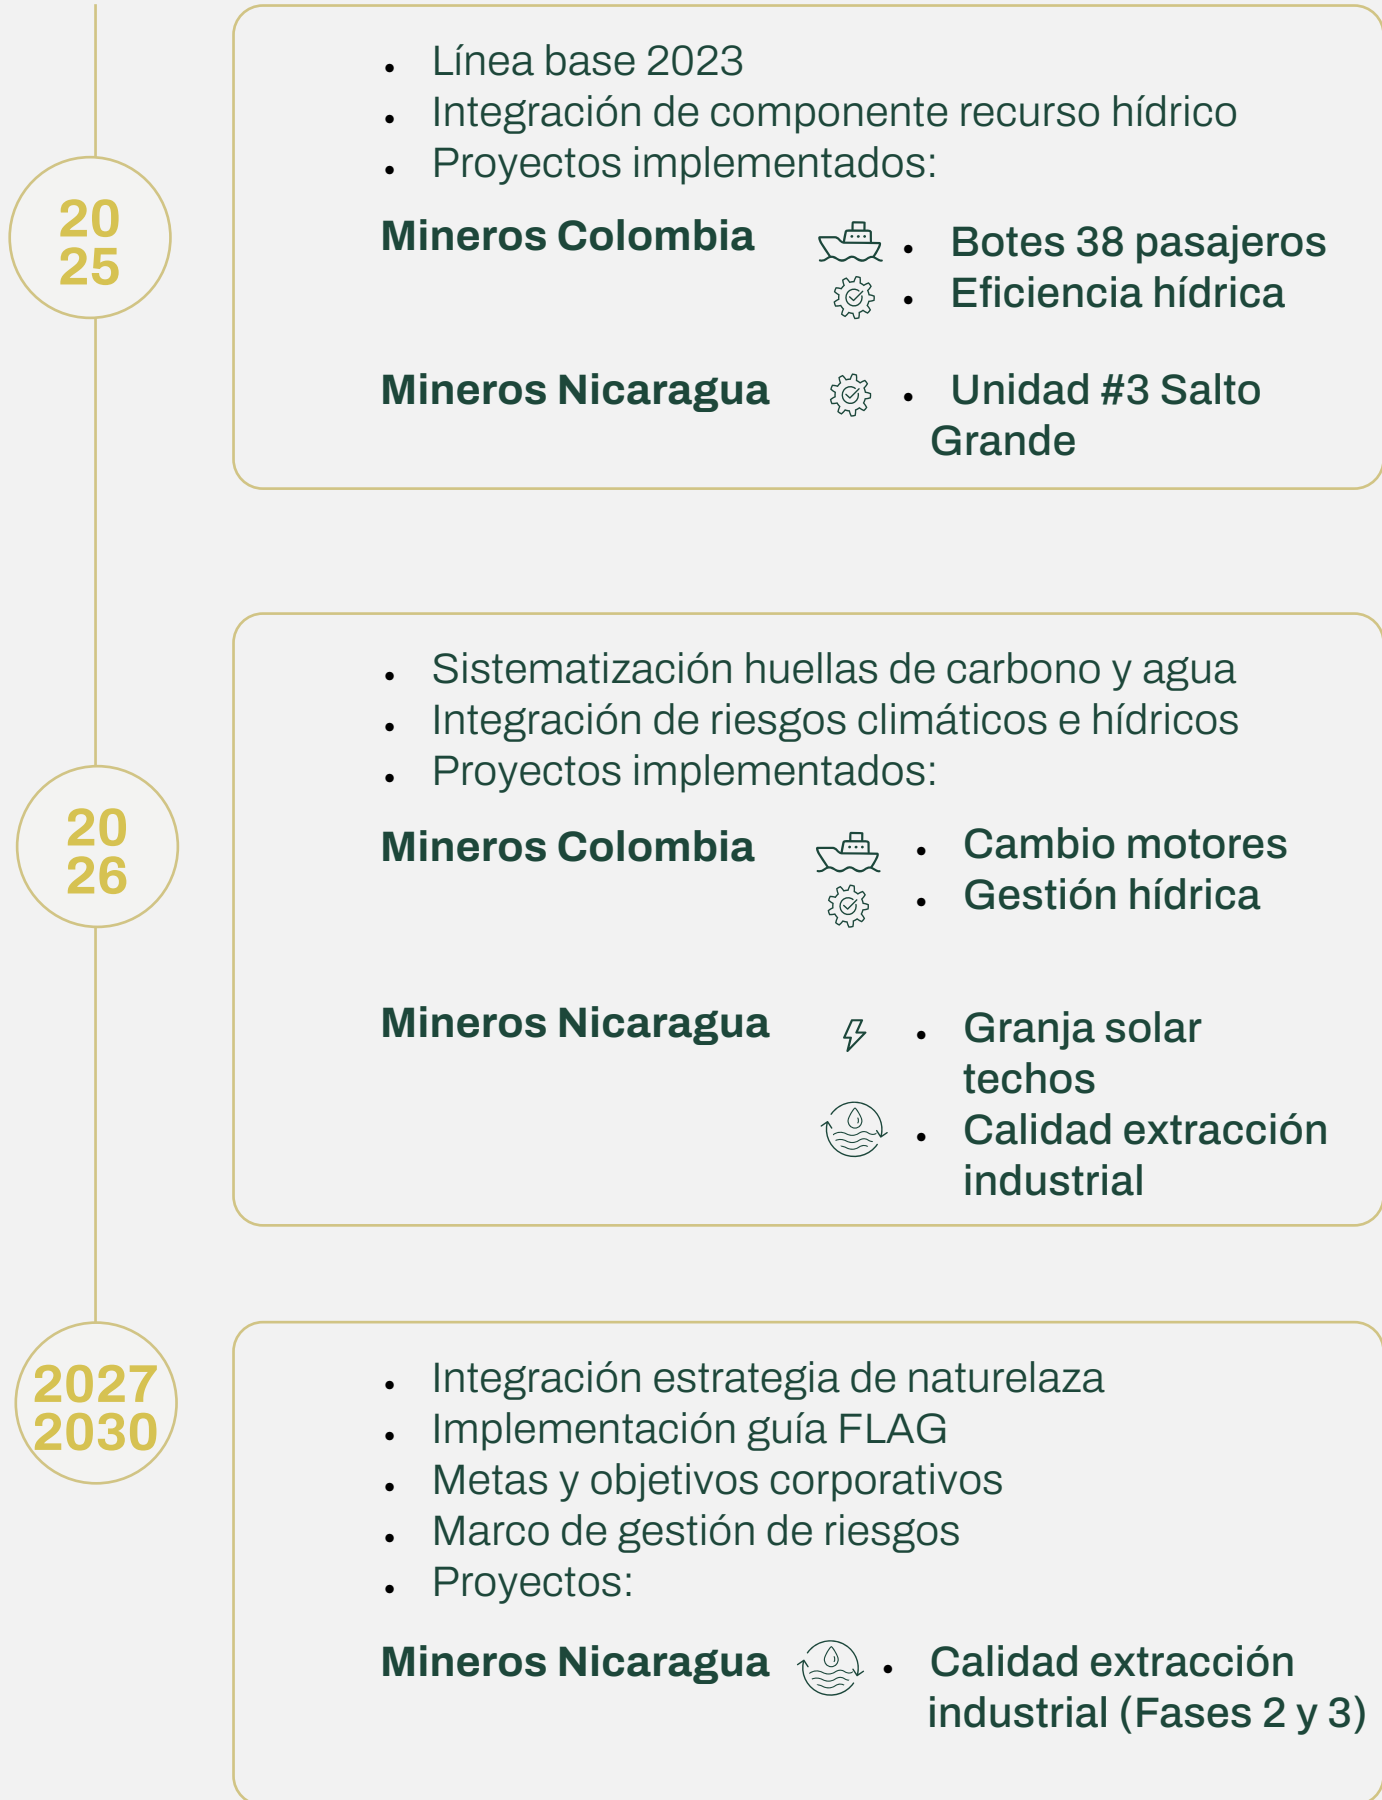 20
25
• Línea base 2023
• Integración de componente recurso hídrico
• Proyectos implementados:
Mineros Colombia
• Botes 38 pasajeros
• Eficiencia hídrica
Mineros Nicaragua
• Unidad #3 Salto
Grande
20
26
• Sistematización huellas de carbono y agua
• Integración de riesgos climáticos e hídricos
• Proyectos implementados:
Mineros Colombia
• Cambio motores
• Gestión hídrica
Mineros Nicaragua
• Granja solar
techos
• Calidad extracción
industrial
2027
2030
• Integración estrategia de naturelaza
• Implementación guía FLAG
• Metas y objetivos corporativos
• Marco de gestión de riesgos
• Proyectos:
Mineros Nicaragua
• Calidad extracción
industrial (Fases 2 y 3)